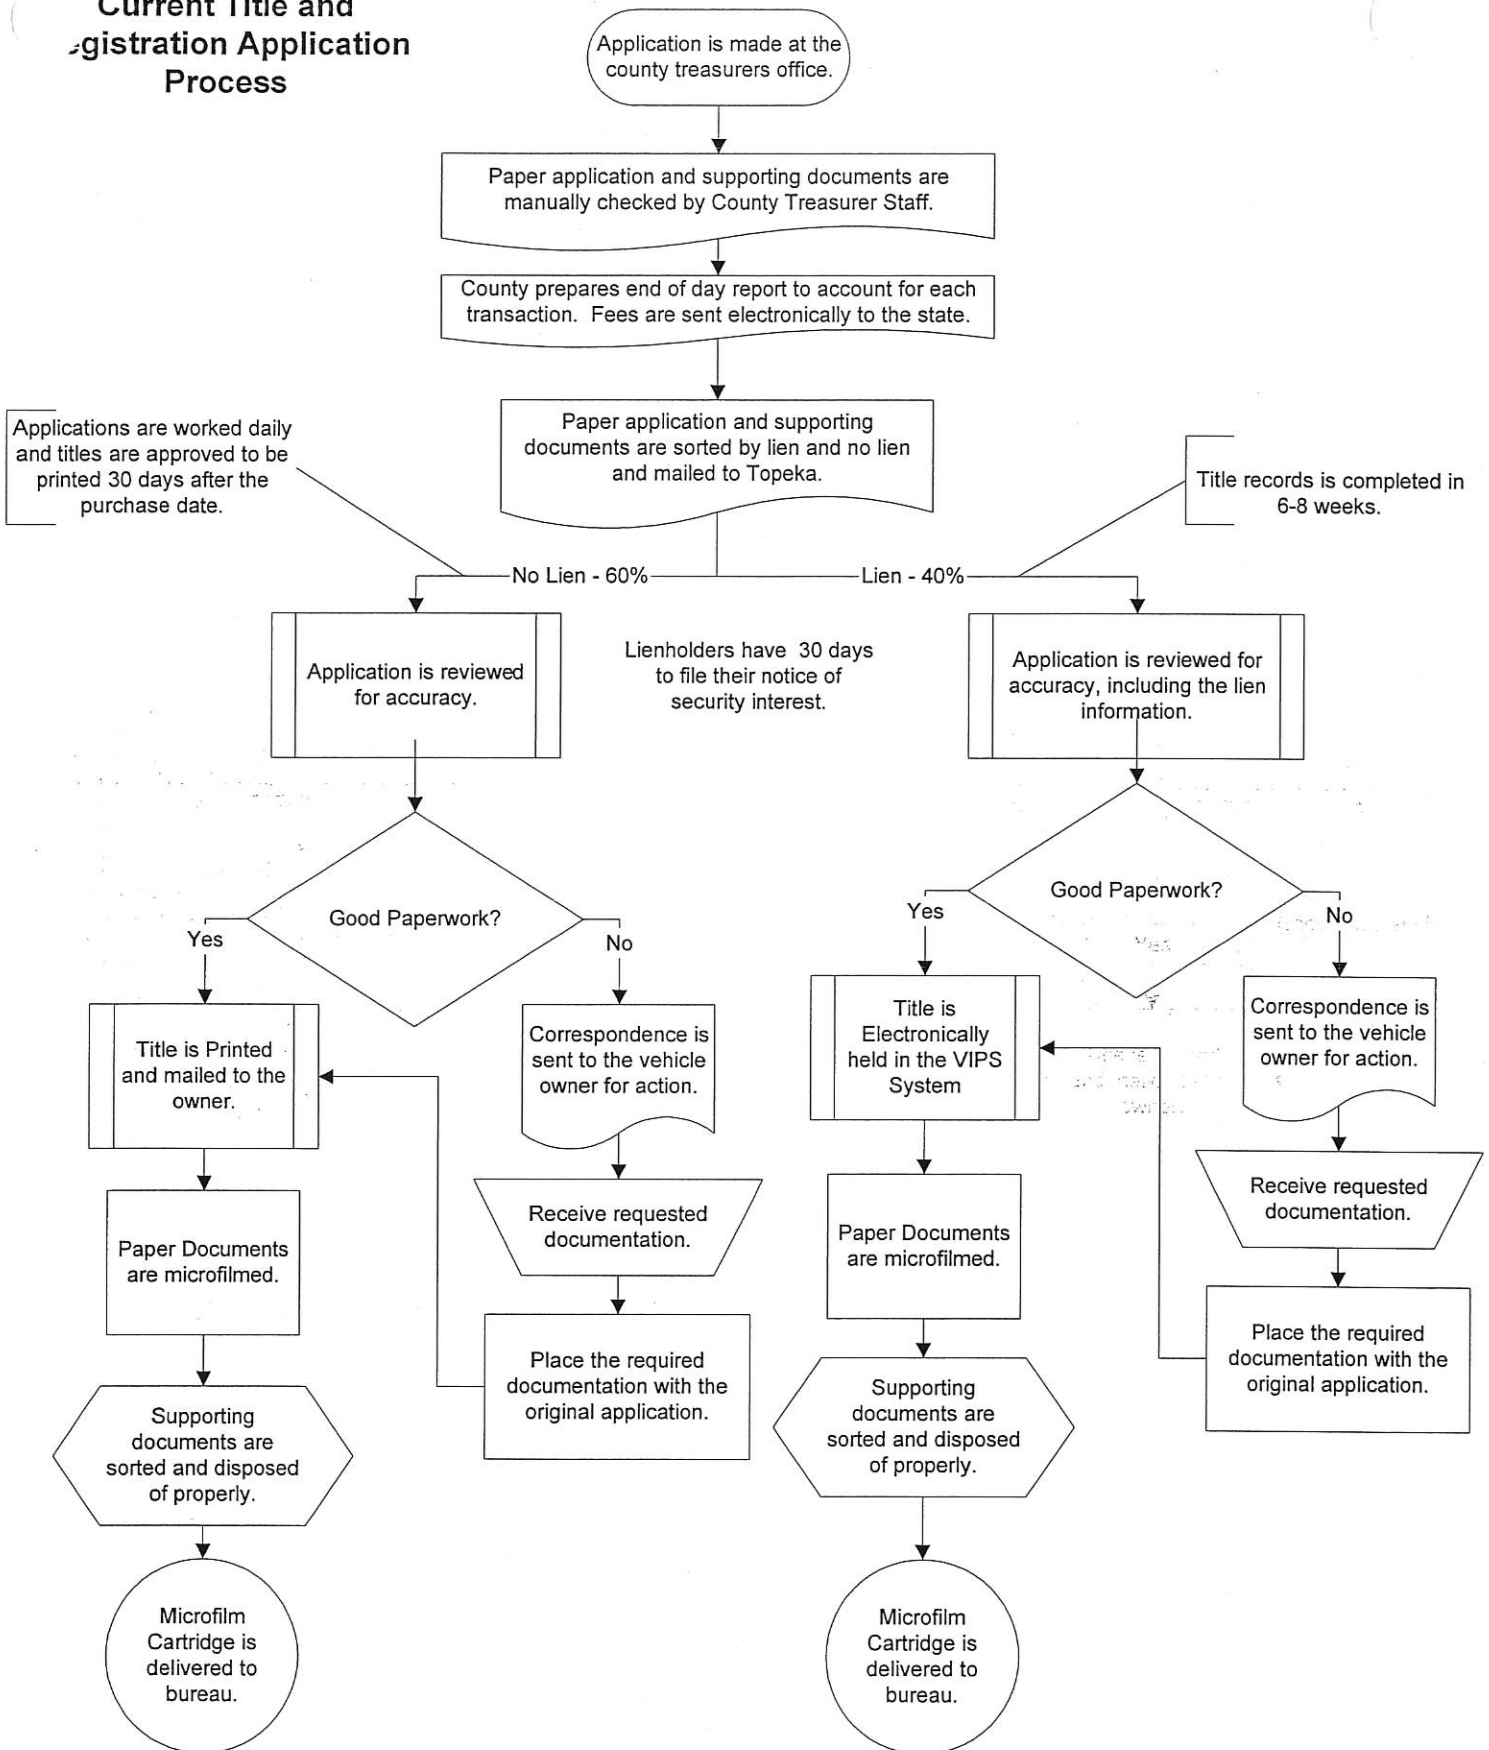 Current Title and
gistration Application
Process
Application is made at the
county treasurers office.
Paper application and supporting documents are
manually checked by County Treasurer Staff.
County prepares end of day report to account for each
transaction. Fees are sent electronically to the state.
Paper application and supporting
documents are sorted by lien and no lien
and mailed to Topeka.
Applications are worked daily
and titles are approved to be
printed 30 days after the
purchase date.
Title records is completed in
6-8 weeks.
No Lien - 60%
Lien - 40%
Application is reviewed
for accuracy.
Lienholders have 30 days
to file their notice of
security interest.
Application is reviewed for
accuracy, including the lien
information.
Good Paperwork?
Yes
No
Title is Printed
and mailed to the
owner.
Correspondence is
sent to the vehicle
owner for action.
Paper Documents
are microfilmed.
Receive requested
documentation.
Place the required
documentation with the
original application.
Supporting
documents are
sorted and disposed
of properly.
Microfilm
Cartridge is
delivered to
bureau.
Good Paperwork?
Yes
No
Title is
Electronically
held in the VIPS
System
Correspondence is
sent to the vehicle
owner for action.
Paper Documents
are microfilmed.
Receive requested
documentation.
Place the required
documentation with the
original application.
Supporting
documents are
sorted and disposed
of properly.
Microfilm
Cartridge is
delivered to
bureau.